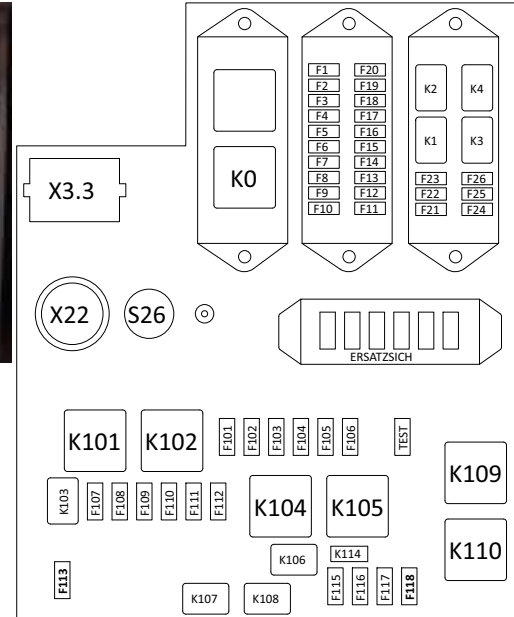 F1 F20
F2 F19
F3 F18
F4 F17
F5 F16
F6 F15
F7 F14
F8 F13
F9 F12
F10 F11
K2 K4
K1 K3
F23 F26
F22 F25
F21 F24
K0
X3.3
X22 S26
ERSATZSICH
K101 K102 F101 F102 F103 F104 F105 F106 TEST
K103 F107 F108 F109 F110 F111 F112
K104 K105
K109
K110
K106 K114
F113
K107 K108
F115 F116 F117 F118